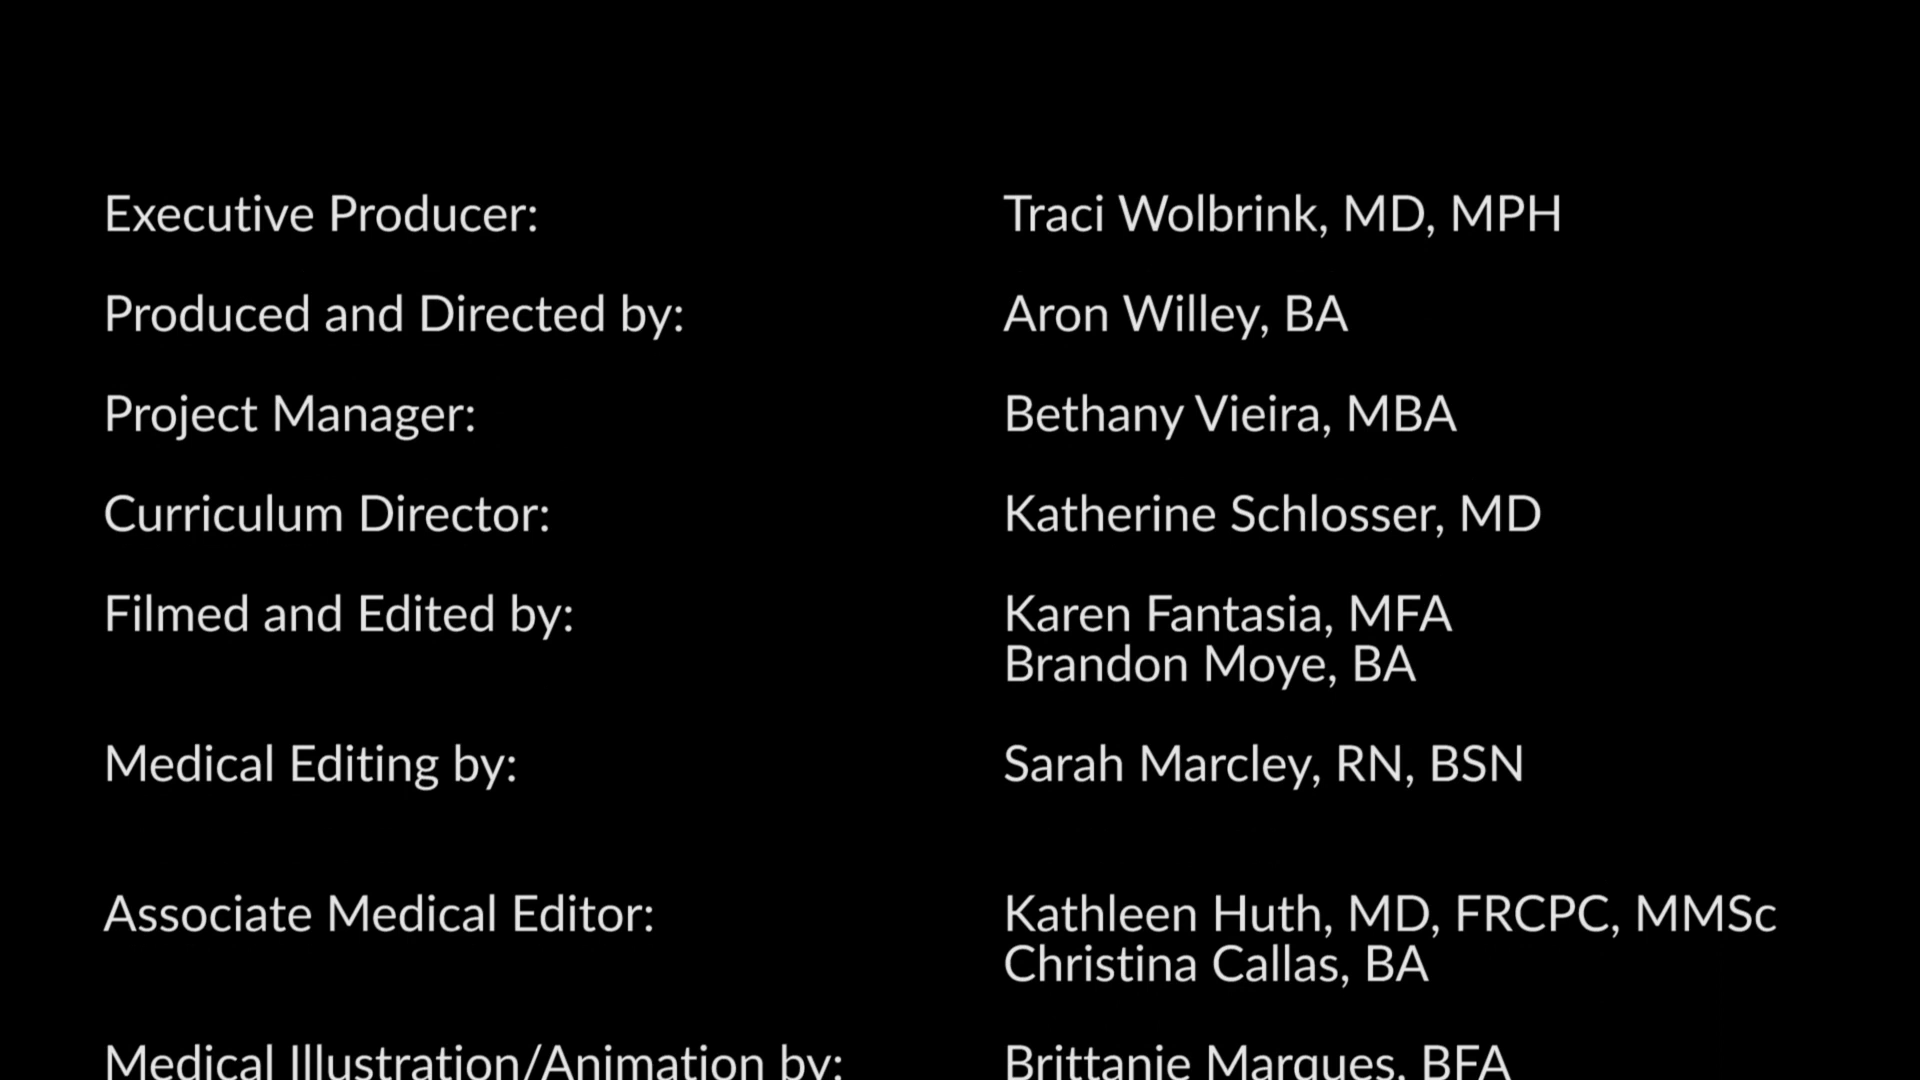 Executive Producer: Traci Wolbrink, MD, MPH
Produced and Directed by: Aron Willey, BA
Project Manager: Bethany Vieira, MBA
Curriculum Director: Katherine Schlosser, MD
Filmed and Edited by: Karen Fantasia, MFA
Brandon Moye, BA
Medical Editing by: Sarah Marcley, RN, BSN
Associate Medical Editor: Kathleen Huth, MD, FRCPC, MMSc
Christina Callas, BA
Medical Illustration/Animation by: Brittanie Marques, BFA